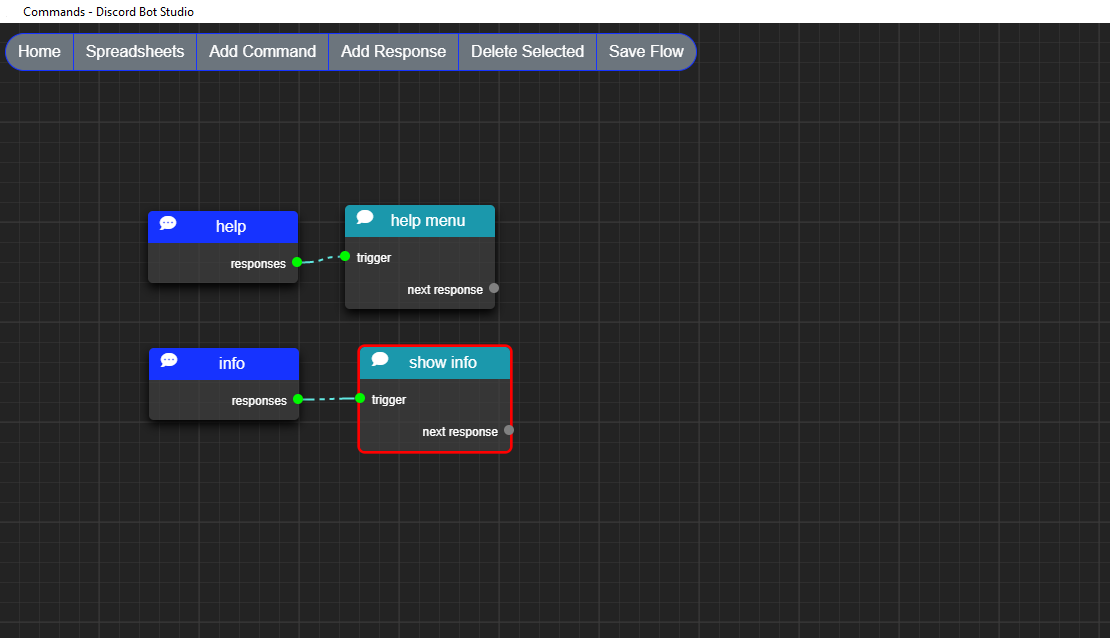 Commands - Discord Bot Studio
Home Spreadsheets Add Command Add Response Delete Selected Save Flow
help
responses
help menu
trigger
next response
info
responses
show info
trigger
next response